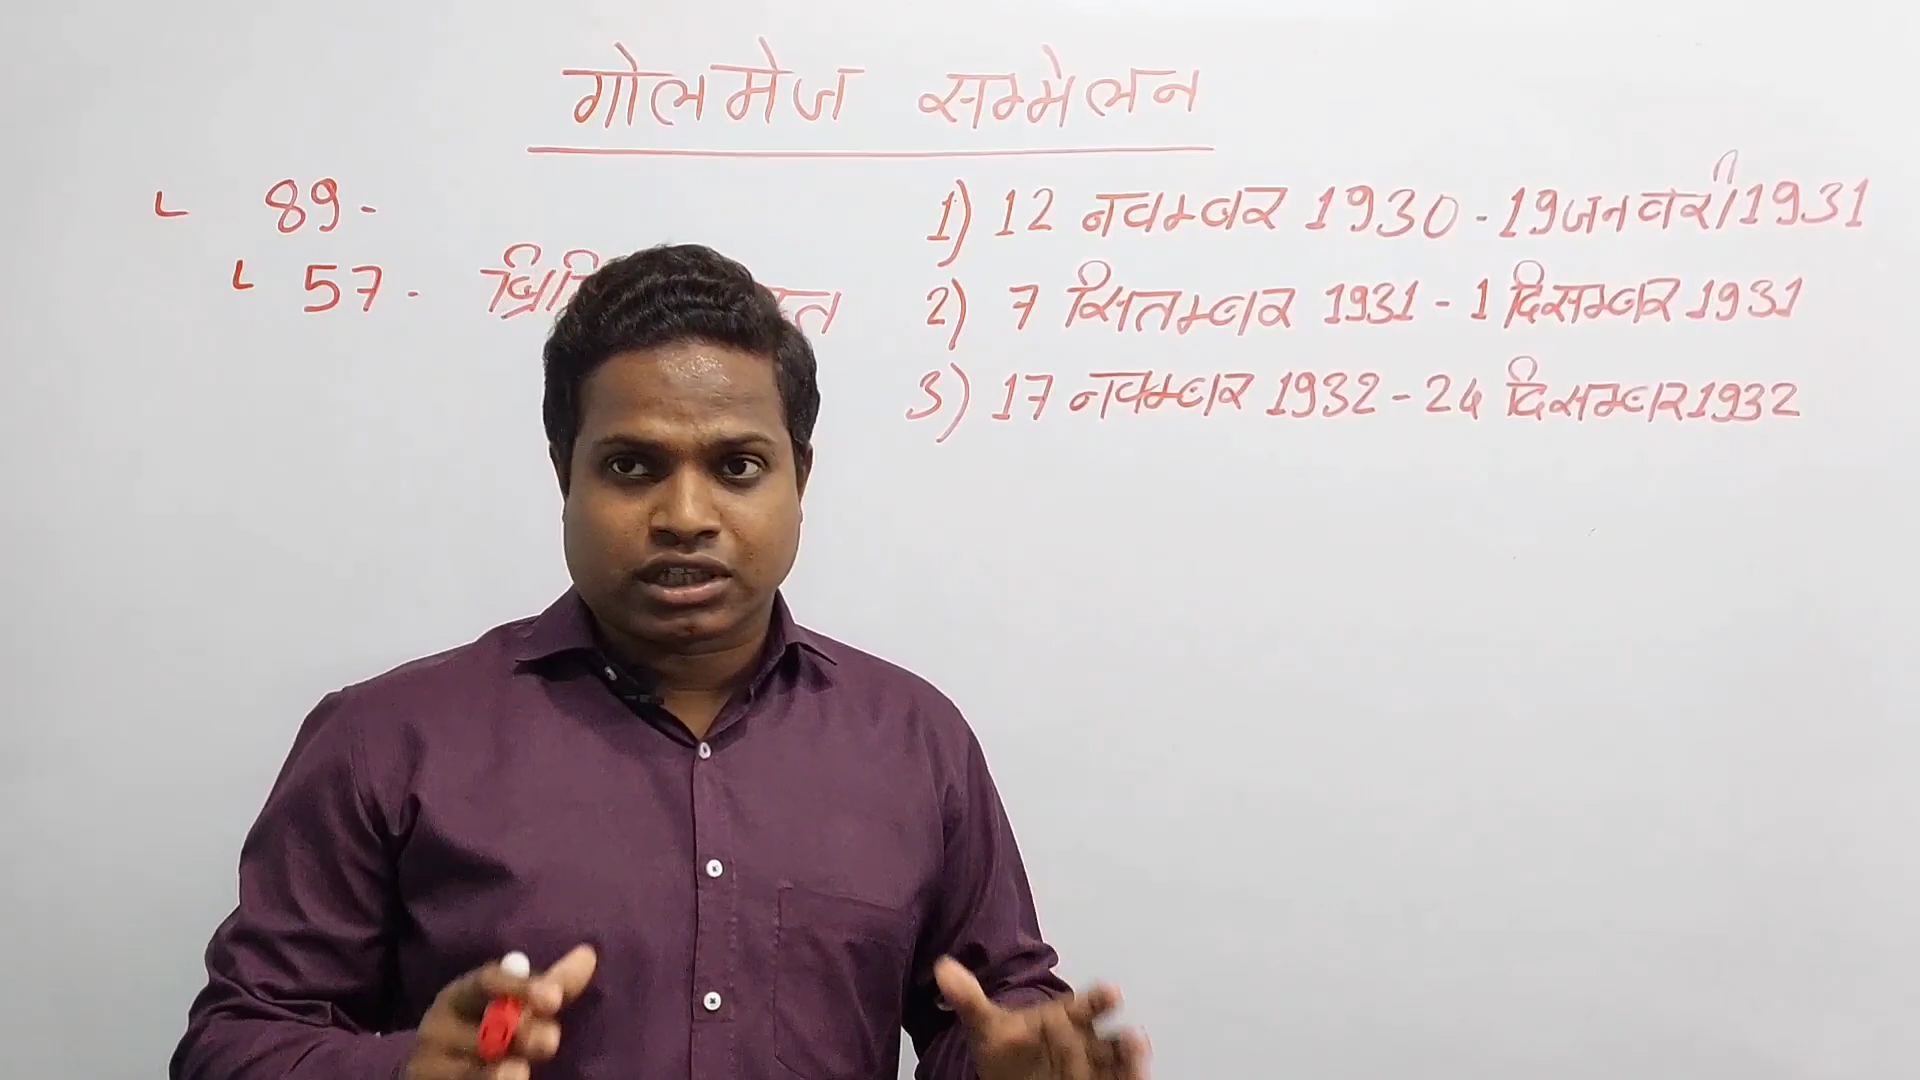 गोलमेज सम्मेलन
89-
57-
1) 12 नवम्बर 1930 - 19 जनवरी 1931
2) 7 सितम्बर 1931 - 1 दिसम्बर 1931
3) 17 नवम्बर 1932 - 24 दिसम्बर 1932